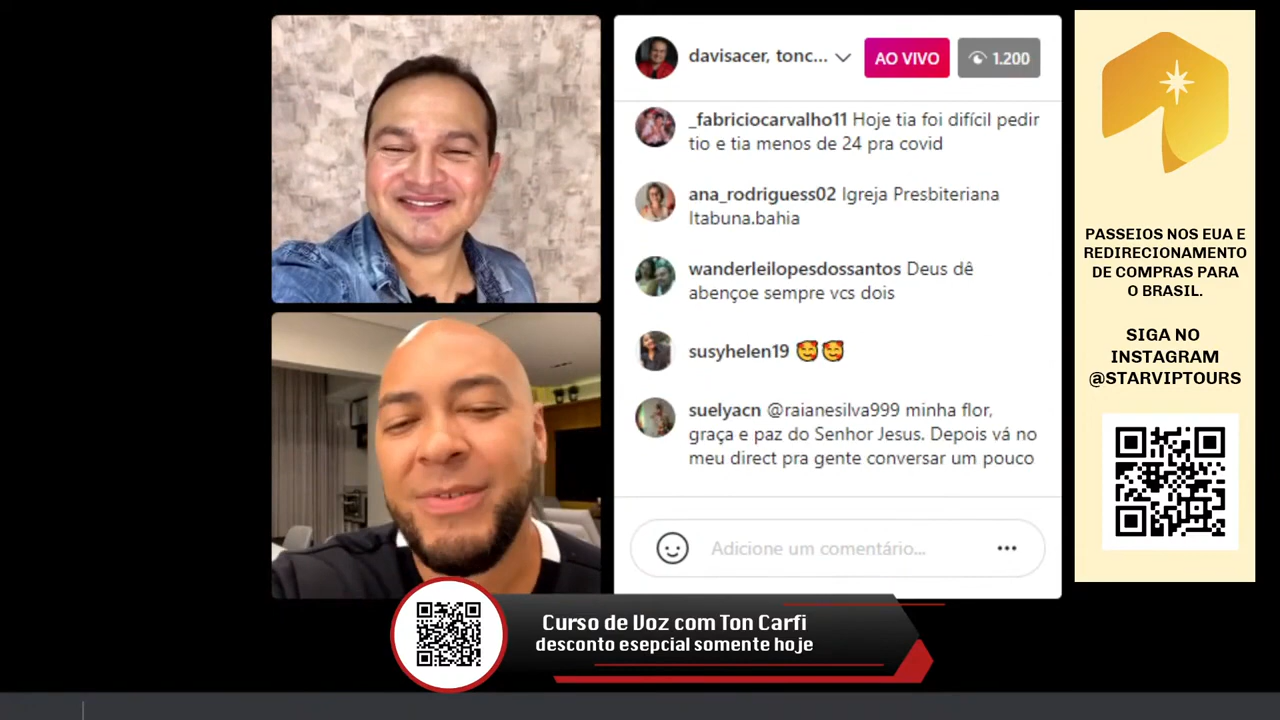 davisacer, tonc...
AO VIVO
1.200
_fabriciocarvalho11 Hoje tia foi difícil pedir
tio e tia menos de 24 pra covid
ana_rodriguess02 Igreja Presbiteriana
Itabuna.bahia
wanderleilopesdossantos Deus dê
abençoe sempre vcs dois
susyhelen19 🥰🥰
suelyacn @raianesilva999 minha flor,
graça e paz do Senhor Jesus. Depois vá no
meu direct pra gente conversar um pouco
Adicione um comentário...
PASSEIOS NOS EUA E
REDIRECIONAMENTO
DE COMPRAS PARA
O BRASIL.
SIGA NO
INSTAGRAM
@STARVIPTOURS
Curso de Voz com Ton Carfi
desconto esepcial somente hoje